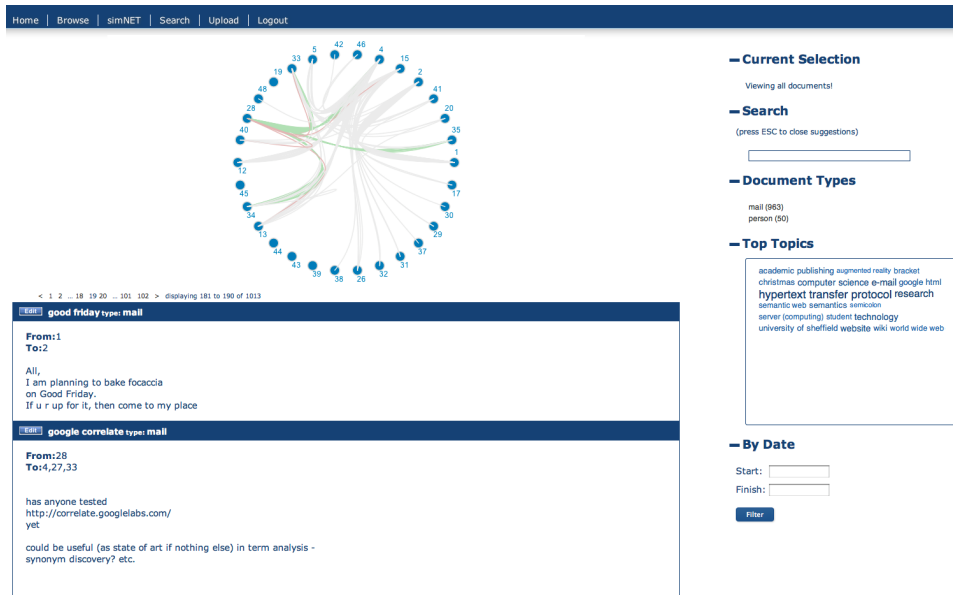 Home Browse simNET Search Upload Logout
42 46
5 4
33 15
19 2
48 41
28 20
40 35
12 1
45 17
34 30
13 29
44 37
43 31
39 38 26 32
< 1 2 ... 18 19 20 ... 101 102 > displaying 181 to 190 of 1013
Edit good friday type: mail
From:1
To:2
All,
I am planning to bake focaccia
on Good Friday.
If u r up for it, then come to my place
Edit google correlate type: mail
From:28
To:4,27,33
has anyone tested
http://correlate.googlelabs.com/
yet
could be useful (as state of art if nothing else) in term analysis -
synonym discovery? etc.
Current Selection
Viewing all documents!
Search
(press ESC to close suggestions)
Document Types
mail (963)
person (50)
Top Topics
academic publishing augmented reality bracket
christmas computer science e-mail google html
hypertext transfer protocol research
semantic web semantics semicolon
server (computing) student technology
university of sheffield website wiki world wide web
By Date
Start:
Finish:
Filter